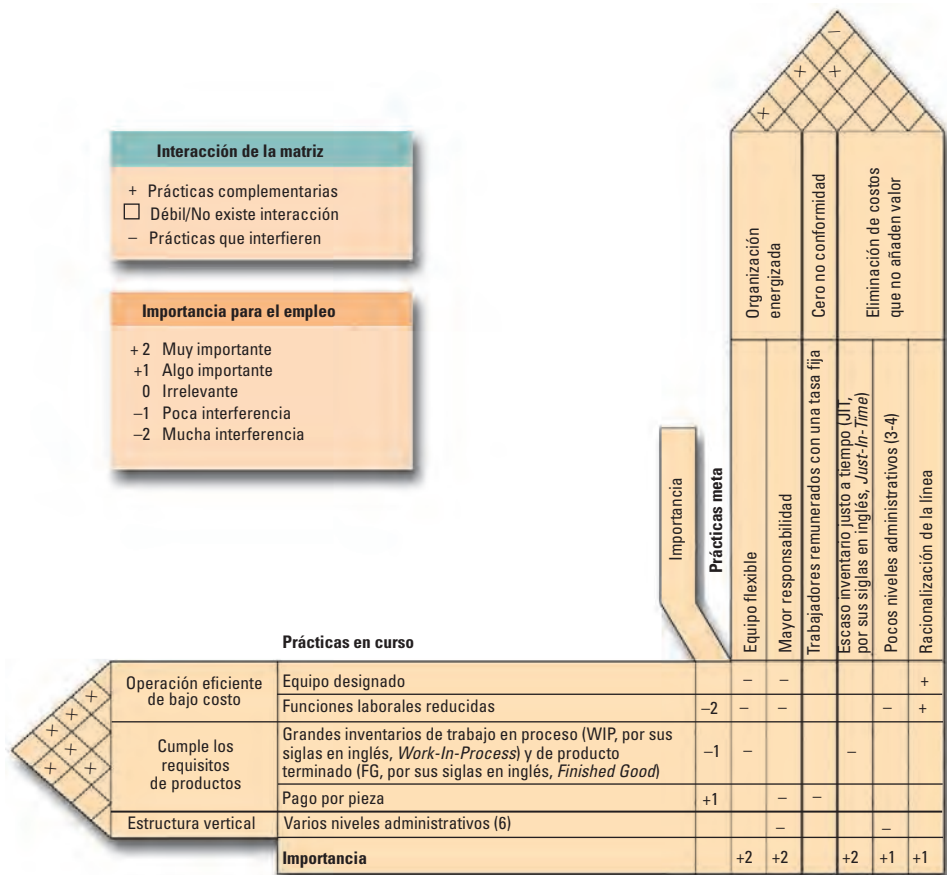 Interacción de la matriz
+ Prácticas complementarias
□ Débil/No existe interacción
– Prácticas que interfieren
Importancia para el empleo
+ 2 Muy importante
+1 Algo importante
0 Irrelevante
–1 Poca interferencia
–2 Mucha interferencia
–
+ +
+
Organización
energizada
Cero no conformidad
Eliminación de costos
que no añaden valor
Importancia
Prácticas meta
Equipo flexible
Mayor responsabilidad
Trabajadores remunerados con una tasa fija
Escaso inventario justo a tiempo (JIT,
por sus siglas en inglés, Just-In-Time)
Pocos niveles administrativos (3-4)
Racionalización de la línea
Prácticas en curso
+
+ +
+
+ +
+
Operación eficiente
de bajo costo
Equipo designado – – +
Funciones laborales reducidas –2 – – – +
Cumple los
requisitos
de productos
Grandes inventarios de trabajo en proceso (WIP, por sus
siglas en inglés, Work-In-Process) y de producto
terminado (FG, por sus siglas en inglés, Finished Good)
–1 – –
Pago por pieza +1 – –
Estructura vertical
Varios niveles administrativos (6) – –
Importancia +2 +2 +2 +1 +1